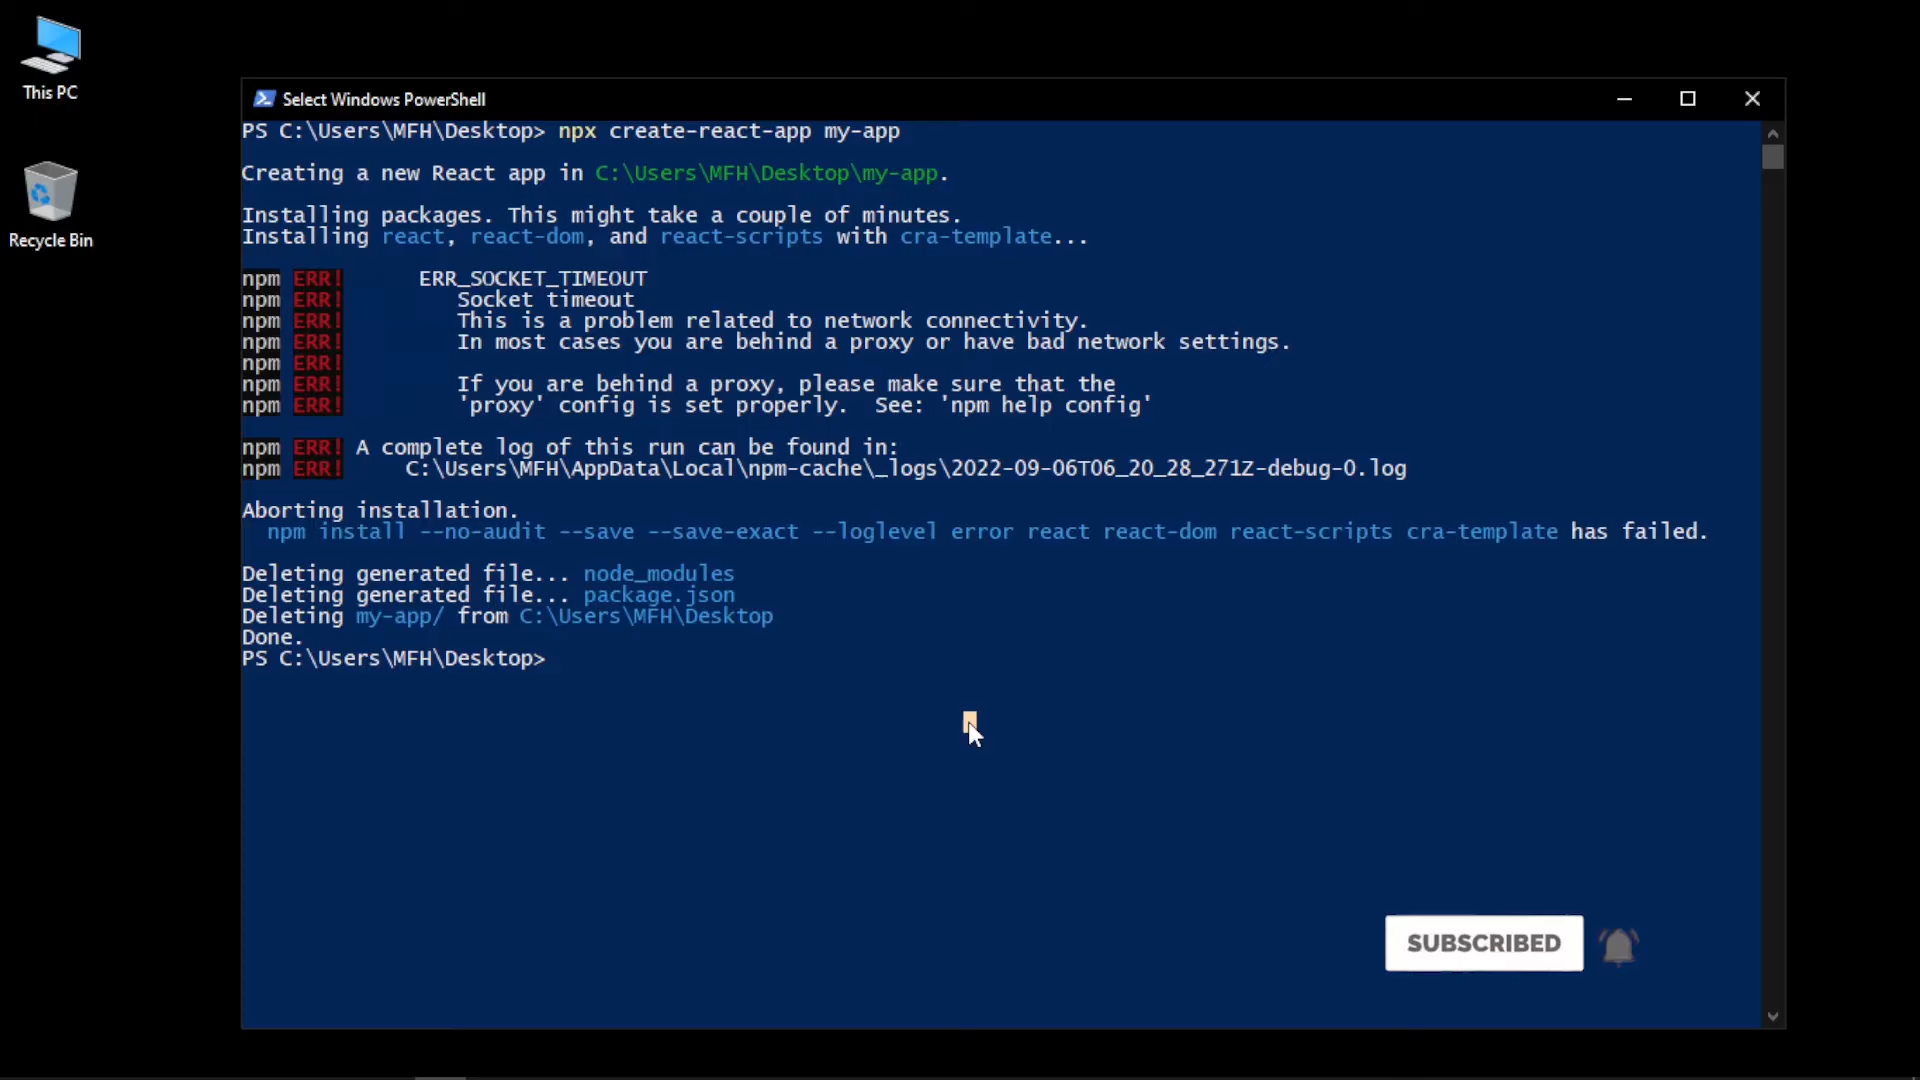 This PC
Recycle Bin
Select Windows PowerShell
PS C:\Users\MFH\Desktop> npx create-react-app my-app
Creating a new React app in C:\Users\MFH\Desktop\my-app.
Installing packages. This might take a couple of minutes.
Installing react, react-dom, and react-scripts with cra-template...
npm ERR! ERR_SOCKET_TIMEOUT
npm ERR! Socket timeout
npm ERR! This is a problem related to network connectivity.
npm ERR! In most cases you are behind a proxy or have bad network settings.
npm ERR!
npm ERR! If you are behind a proxy, please make sure that the
npm ERR! 'proxy' config is set properly.  See: 'npm help config'
npm ERR! A complete log of this run can be found in:
npm ERR! C:\Users\MFH\AppData\Local\npm-cache\_logs\2022-09-06T06_20_28_271Z-debug-0.log
Aborting installation.
npm install --no-audit --save --save-exact --loglevel error react react-dom react-scripts cra-template has failed.
Deleting generated file... node_modules
Deleting generated file... package.json
Deleting my-app/ from C:\Users\MFH\Desktop
Done.
PS C:\Users\MFH\Desktop>
SUBSCRIBED